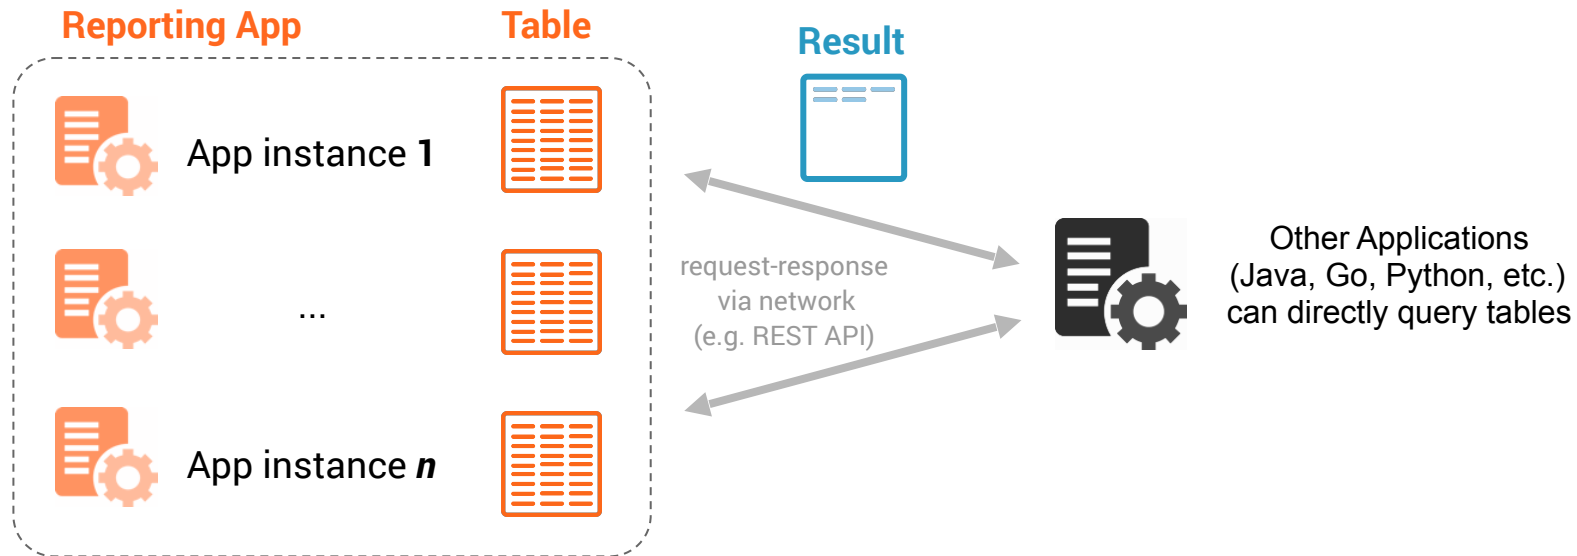 Reporting App
Table
Result
App instance 1
...
App instance n
request-response
via network
(e.g. REST API)
Other Applications
(Java, Go, Python, etc.)
can directly query tables